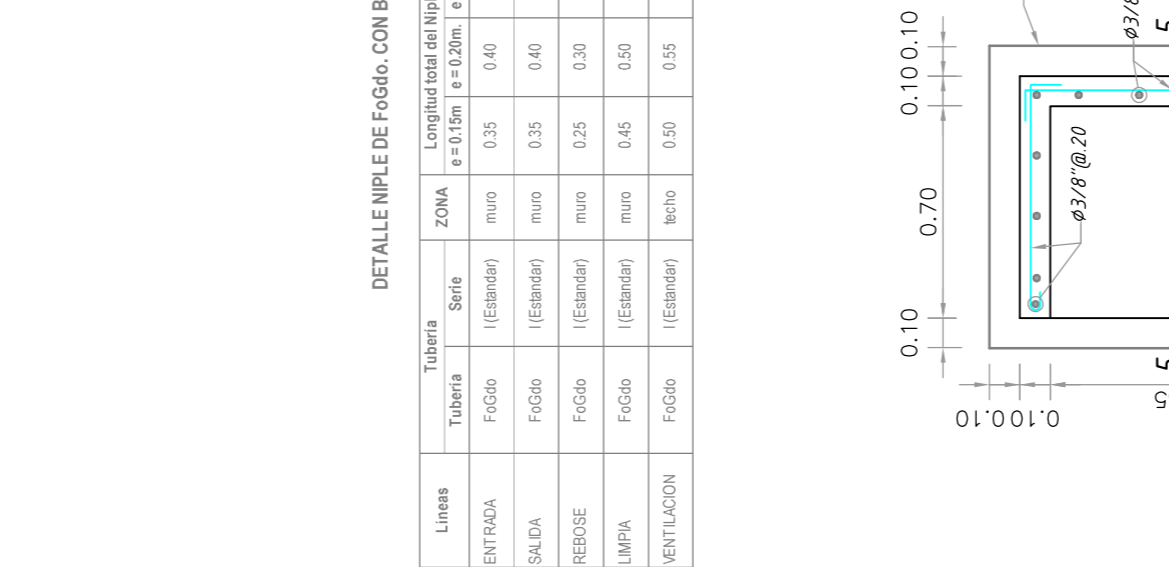 DETALLE NIPLE DE FoGdo. CON B
Lineas Tubería ZONA Longitud total del Nipl
Tubería Serie e = 0.15m e = 0.20m. e
ENTRADA FoGdo I (Estandar) muro 0.35 0.40
SALIDA FoGdo I (Estandar) muro 0.35 0.40
REBOSE FoGdo I (Estandar) muro 0.25 0.30
LIMPIA FoGdo I (Estandar) muro 0.45 0.50
VENTILACION FoGdo I (Estandar) techo 0.50 0.55
0.10 0.70 0.10 0.10
ø3/8"@.20
ø3/8
0.10 0.10